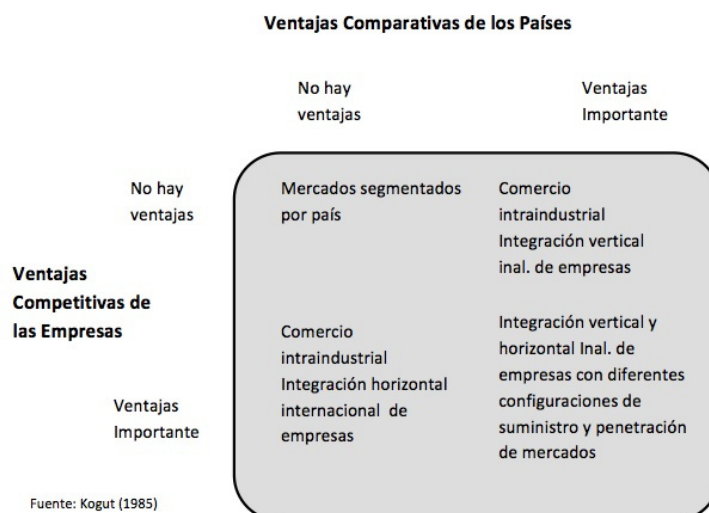 Ventajas Comparativas de los Países
No hay
ventajas
Ventajas
Importante
No hay
ventajas
Mercados segmentados
por país
Comercio
intraindustrial
Integración vertical
inal. de empresas
Ventajas
Competitivas de
las Empresas
Comercio
intraindustrial
Integración horizontal
internacional de
empresas
Integración vertical y
horizontal Inal. de
empresas con diferentes
configuraciones de
suministro y penetración
de mercados
Ventajas
Importante
Fuente: Kogut (1985)